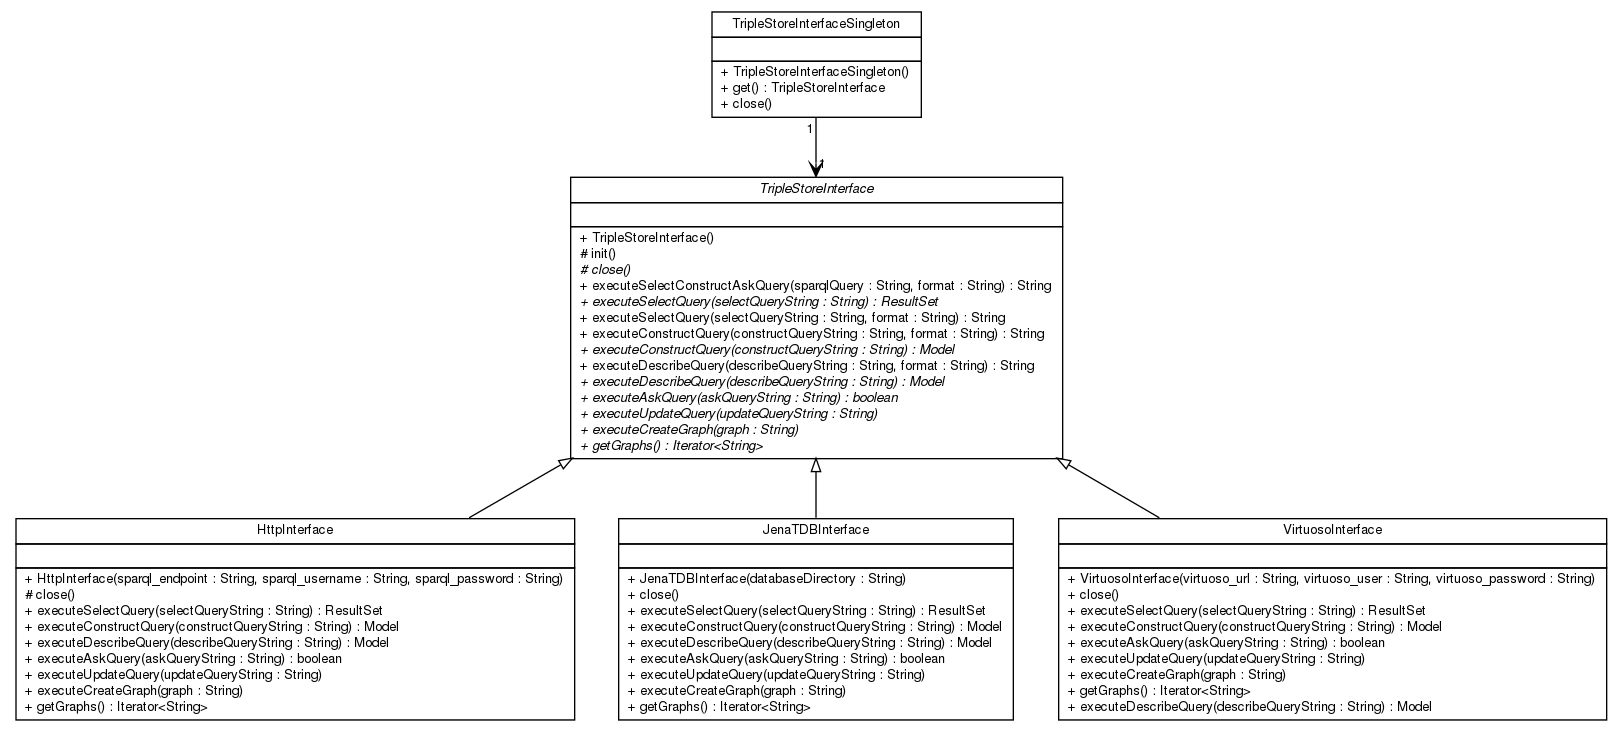 TripleStoreInterfaceSingleton
+ TripleStoreInterfaceSingleton()
+ get() : TripleStoreInterface
+ close()
1
1
TripleStoreInterface
+ TripleStoreInterface()
# init()
# close()
+ executeSelectConstructAskQuery(sparqlQuery : String, format : String) : String
+ executeSelectQuery(selectQueryString : String) : ResultSet
+ executeSelectQuery(selectQueryString : String, format : String) : String
+ executeConstructQuery(constructQueryString : String, format : String) : String
+ executeConstructQuery(constructQueryString : String) : Model
+ executeDescribeQuery(describeQueryString : String, format : String) : String
+ executeDescribeQuery(describeQueryString : String) : Model
+ executeAskQuery(askQueryString : String) : boolean
+ executeUpdateQuery(updateQueryString : String)
+ executeCreateGraph(graph : String)
+ getGraphs() : Iterator<String>
HttpInterface
+ HttpInterface(sparql_endpoint : String, sparql_username : String, sparql_password : String)
# close()
+ executeSelectQuery(selectQueryString : String) : ResultSet
+ executeConstructQuery(constructQueryString : String) : Model
+ executeDescribeQuery(describeQueryString : String) : Model
+ executeAskQuery(askQueryString : String) : boolean
+ executeUpdateQuery(updateQueryString : String)
+ executeCreateGraph(graph : String)
+ getGraphs() : Iterator<String>
JenaTDBInterface
+ JenaTDBInterface(databaseDirectory : String)
+ close()
+ executeSelectQuery(selectQueryString : String) : ResultSet
+ executeConstructQuery(constructQueryString : String) : Model
+ executeDescribeQuery(describeQueryString : String) : Model
+ executeAskQuery(askQueryString : String) : boolean
+ executeUpdateQuery(updateQueryString : String)
+ executeCreateGraph(graph : String)
+ getGraphs() : Iterator<String>
VirtuosoInterface
+ VirtuosoInterface(virtuoso_url : String, virtuoso_user : String, virtuoso_password : String)
+ close()
+ executeSelectQuery(selectQueryString : String) : ResultSet
+ executeConstructQuery(constructQueryString : String) : Model
+ executeAskQuery(askQueryString : String) : boolean
+ executeUpdateQuery(updateQueryString : String)
+ executeCreateGraph(graph : String)
+ getGraphs() : Iterator<String>
+ executeDescribeQuery(describeQueryString : String) : Model